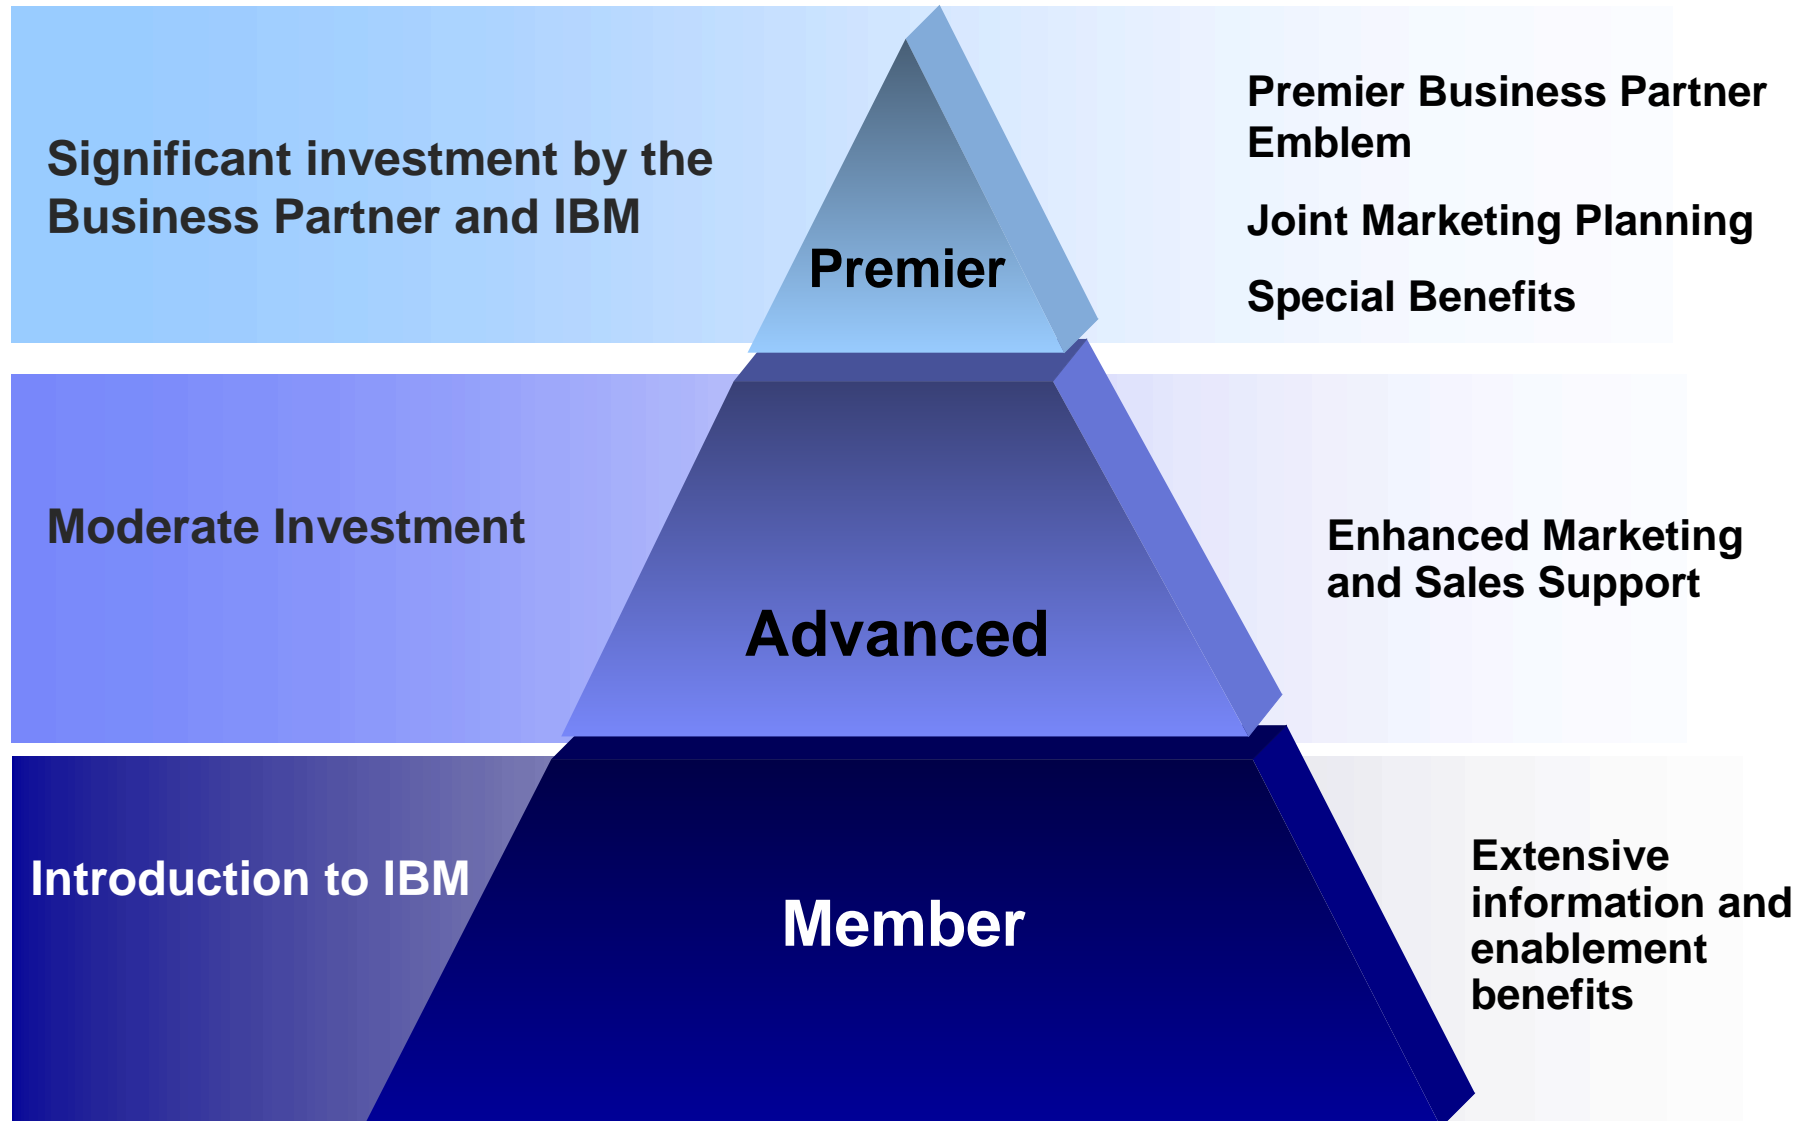 Significant investment by the
Business Partner and IBM
Premier
Premier Business Partner
Emblem
Joint Marketing Planning
Special Benefits
Moderate Investment
Advanced
Enhanced Marketing
and Sales Support
Introduction to IBM
Member
Extensive
information and
enablement
benefits